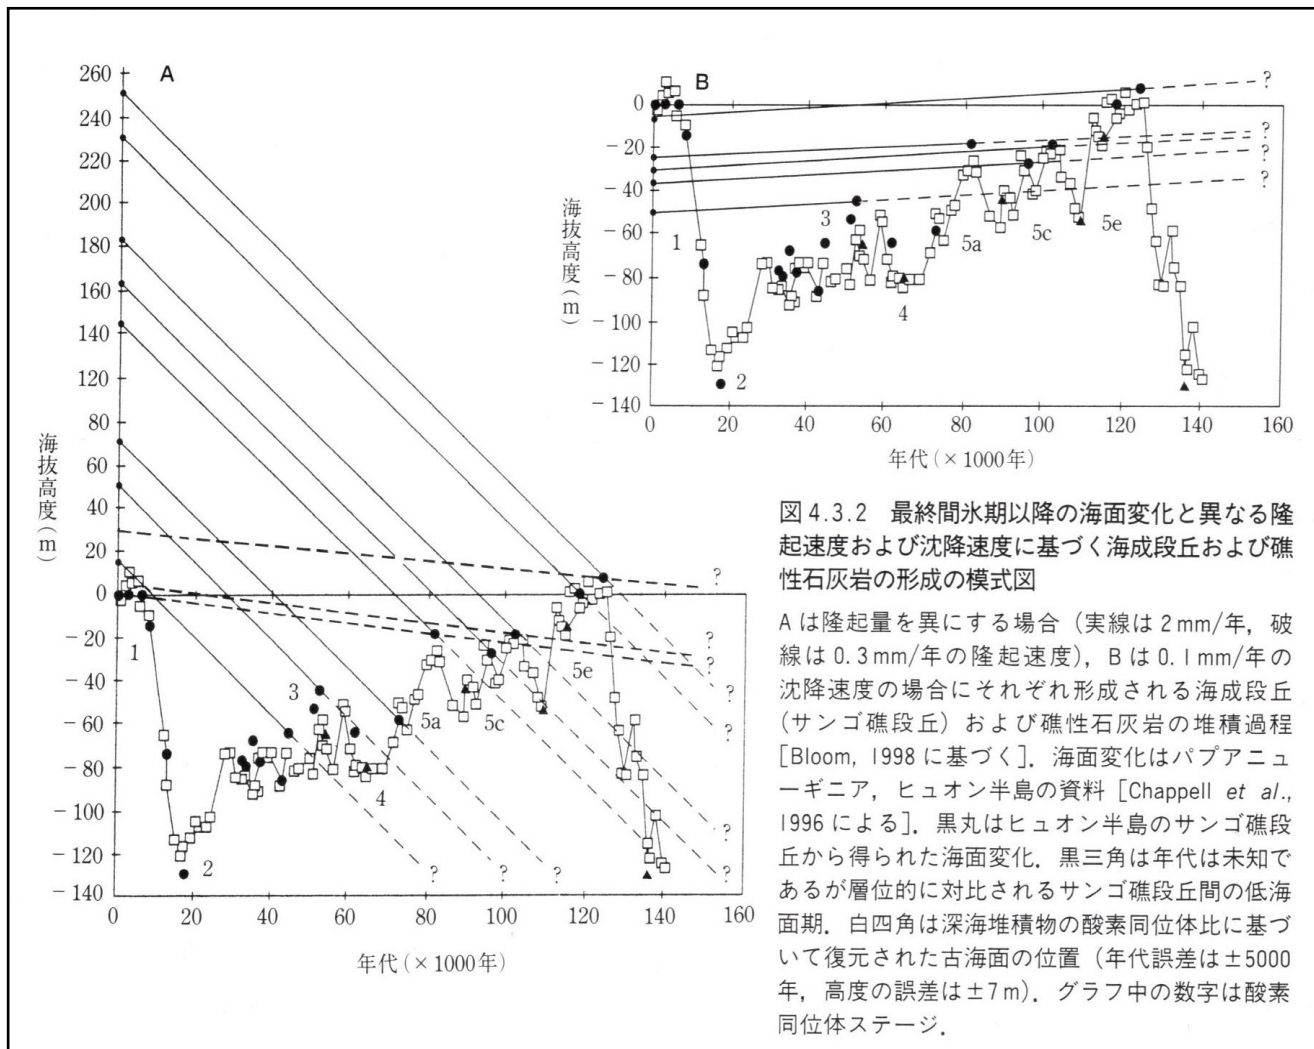 A
260
240
220
200
180
160
140
120
80
60
40
20
0
-20
-40
-60
-80
-100
-120
-140
海抜高度(m)
1
2
3
4
5a
5c
5e
?
?
?
?
?
?
?
?
?
?
0
20
40
60
80
100
120
140
160
年代(×1000年)
B
0
-20
-40
-60
-80
-100
-120
-140
海抜高度(m)
1
2
3
4
5a
5c
5e
?
?
?
?
0
20
40
60
80
100
120
140
160
年代(×1000年)
図4.3.2 最終間氷期以降の海面変化と異なる隆
起速度および沈降速度に基づく海成段丘および礁
性石灰岩の形成の模式図
Aは隆起量を異にする場合(実線は2mm/年,破
線は0.3mm/年の隆起速度),Bは0.1mm/年の
沈降速度の場合にそれぞれ形成される海成段丘
(サンゴ礁段丘)および礁性石灰岩の堆積過程
[Bloom, 1998に基づく].海面変化はパプアニュ
ーギニア,ヒュオン半島の資料[Chappell et al.,
1996による].黒丸はヒュオン半島のサンゴ礁段
丘から得られた海面変化.黒三角は年代は未知で
あるが層位的に対比されるサンゴ礁段丘間の低海
面期.白四角は深海堆積物の酸素同位体比に基づ
いて復元された古海面の位置(年代誤差は±5000
年,高度の誤差は±7m).グラフ中の数字は酸素
同位体ステージ.